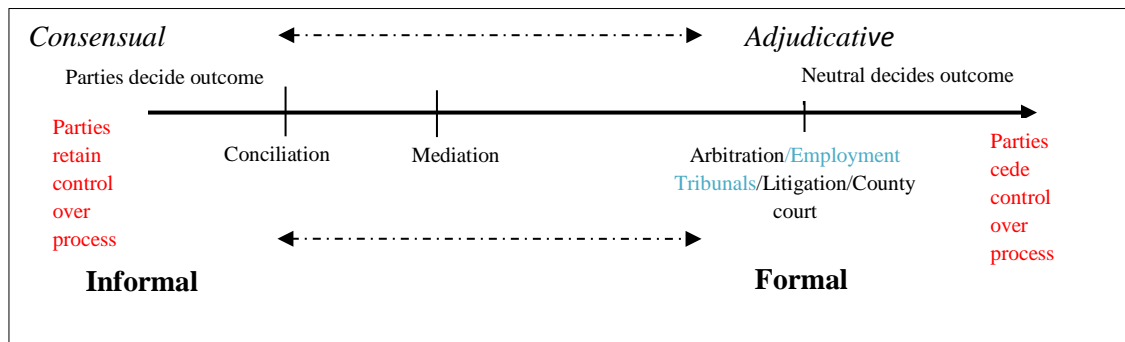 Consensual
Adjudicative
Parties decide outcome
Neutral decides outcome
Parties
retain
control
over
process
Conciliation
Mediation
Arbitration/Employment
Tribunals/Litigation/County
court
Parties
cede
control
over
process
Informal
Formal